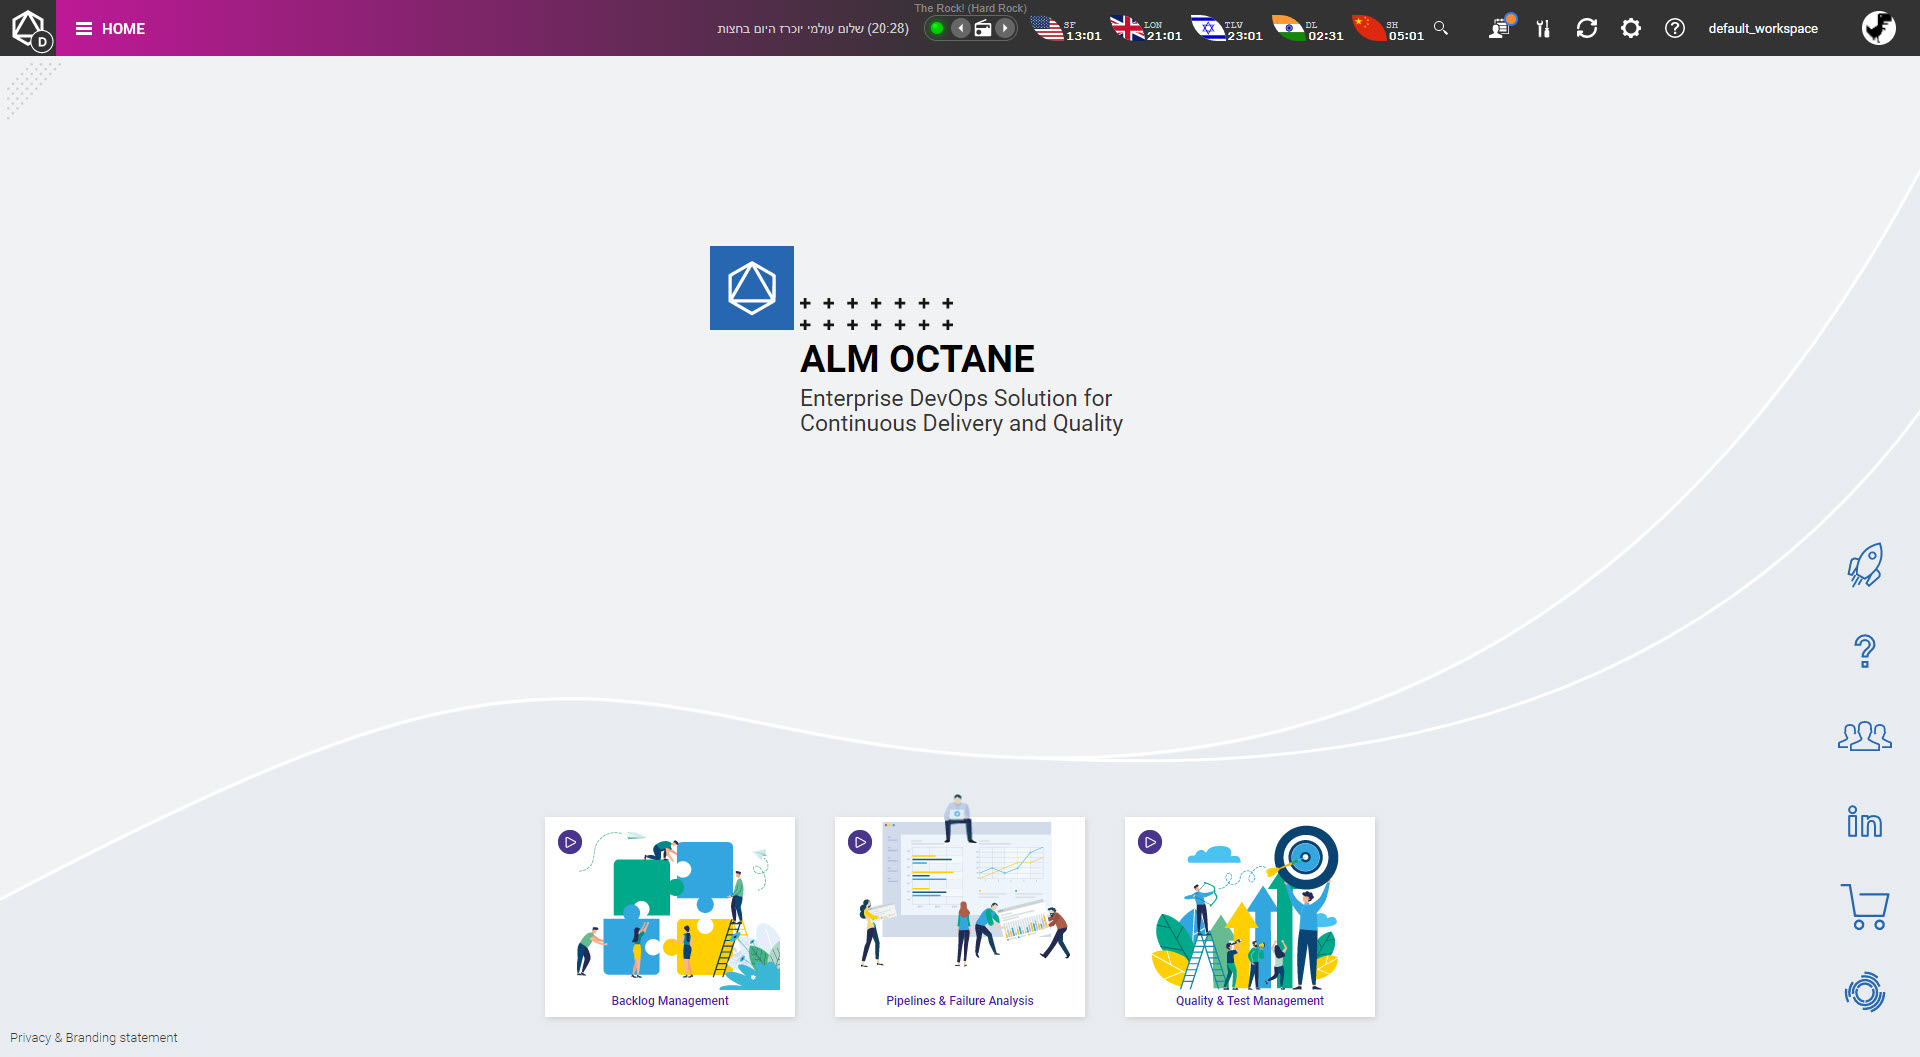 The Rock! (Hard Rock)
D
HOME
(20:28) שלום עולמי יוכרז היום בחצות
SF
13:01
LON
21:01
TLV
23:01
DL
02:31
SH
05:01
default_workspace
ALM OCTANE
Enterprise DevOps Solution for
Continuous Delivery and Quality
in
Backlog Management
Pipelines & Failure Analysis
Quality & Test Management
Privacy & Branding statement